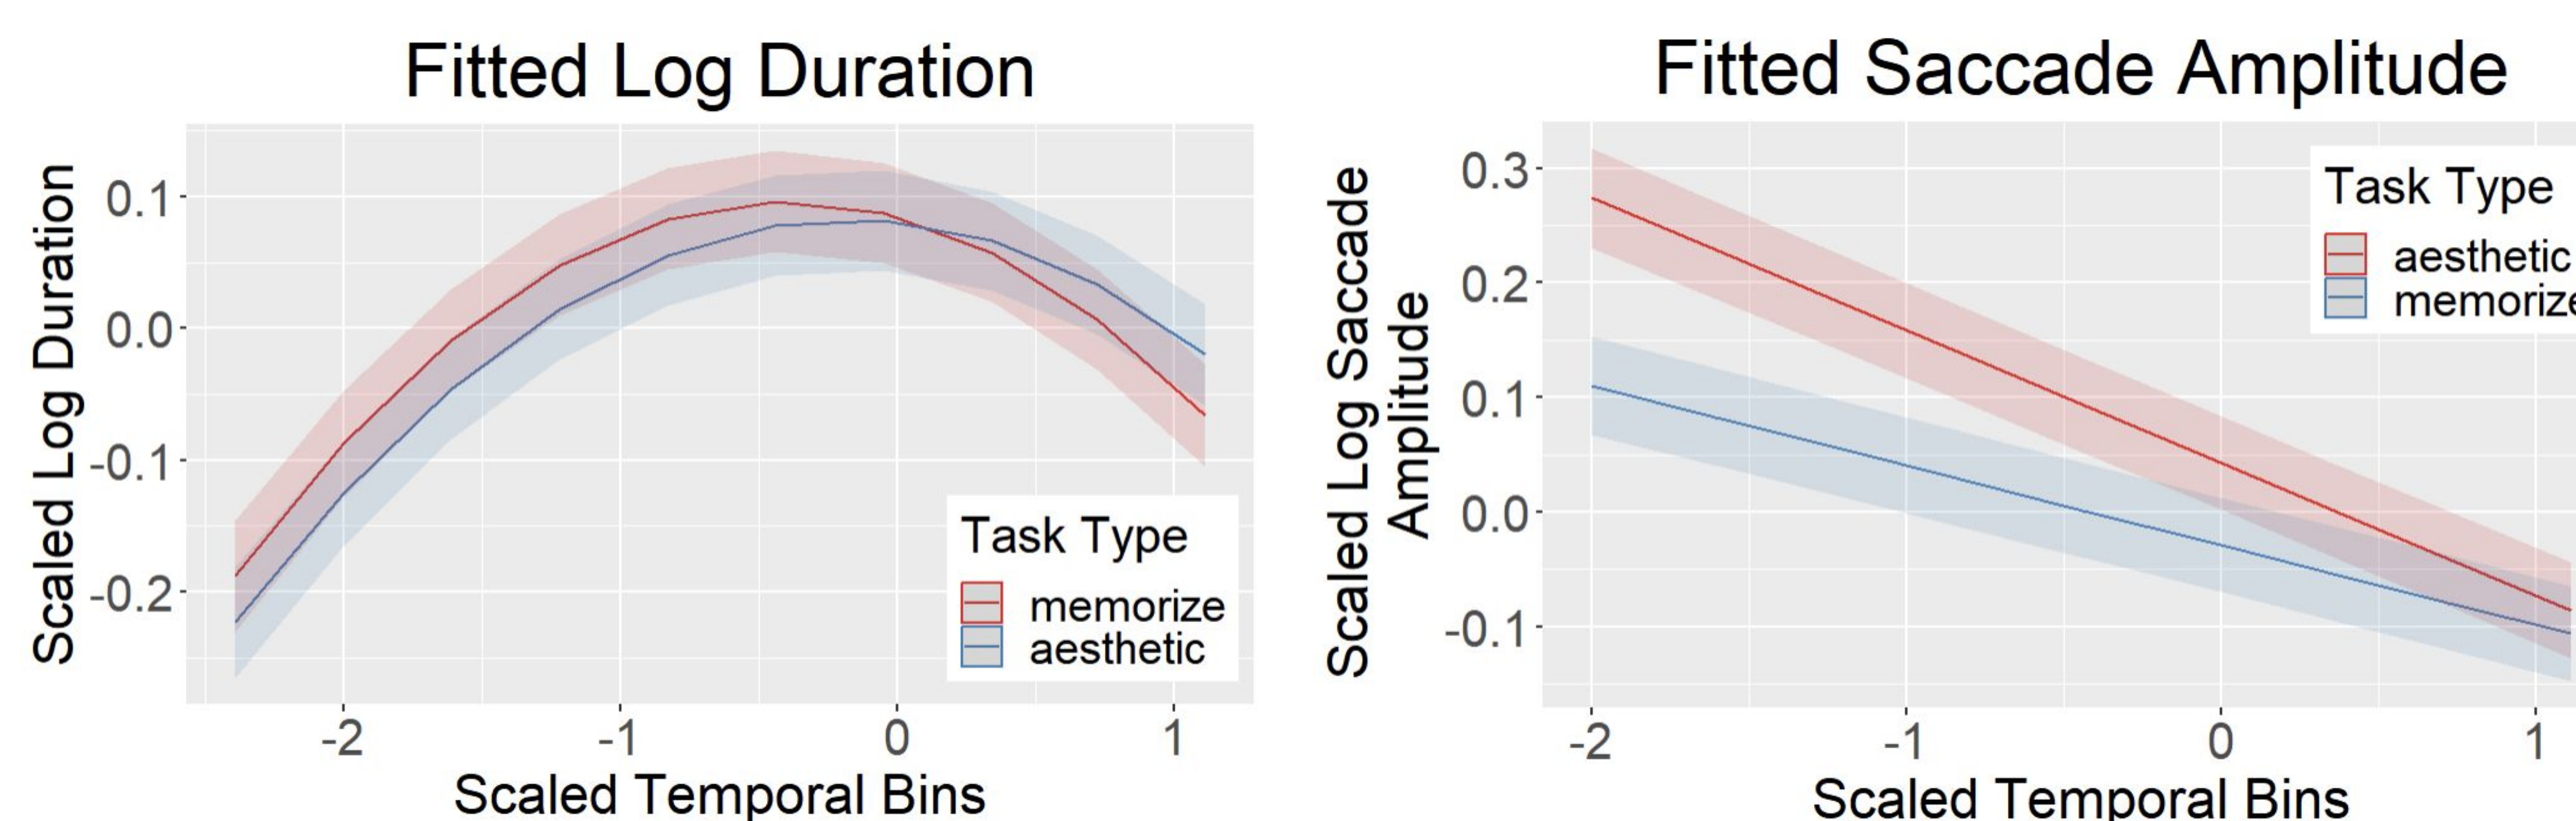 Fitted Log Duration
Scaled Log Duration
0.1
0.0
-0.1
-0.2
-2 -1 0 1
Scaled Temporal Bins
Task Type
memorize
aesthetic
Fitted Saccade Amplitude
Scaled Log Saccade
Amplitude
0.3
0.2
0.1
0.0
-0.1
-2 -1 0 1
Scaled Temporal Bins
Task Type
aesthetic
memorize